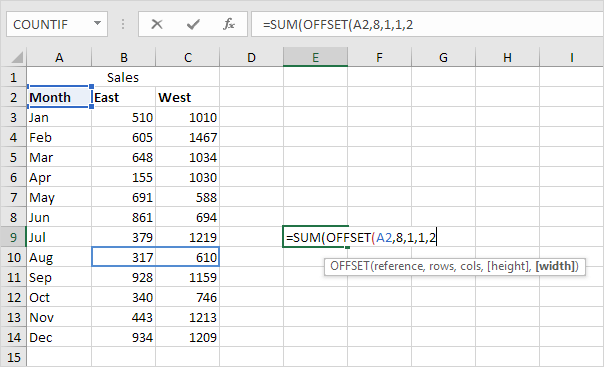 COUNTIF =SUM(OFFSET(A2,8,1,1,2
A B C D E F G H I
1 Sales
2 Month East West
3 Jan 510 1010
4 Feb 605 1467
5 Mar 648 1034
6 Apr 155 1030
7 May 691 588
8 Jun 861 694
9 Jul 379 1219 =SUM(OFFSET(A2,8,1,1,2
10 Aug 317 610
OFFSET(reference, rows, cols, [height], [width])
11 Sep 928 1159
12 Oct 340 746
13 Nov 443 1213
14 Dec 934 1209
15